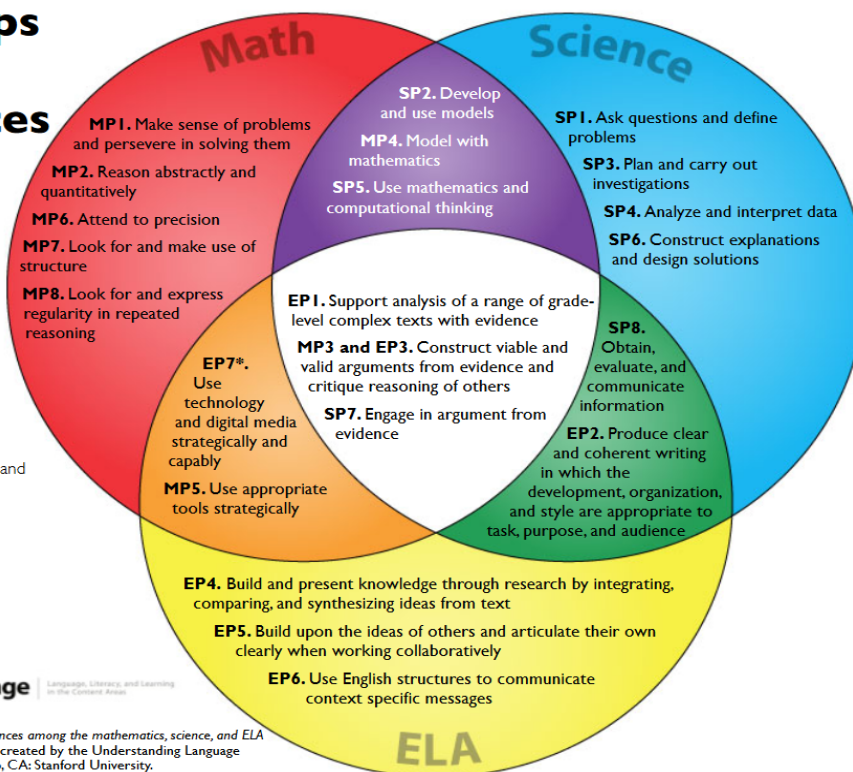 ps
ces
Math
Science
MP1. Make sense of problems
and persevere in solving them
MP2. Reason abstractly and
quantitatively
MP6. Attend to precision
MP7. Look for and make use of
structure
MP8. Look for and express
regularity in repeated
reasoning
SP2. Develop
and use models
MP4. Model with
mathematics
SP5. Use mathematics and
computational thinking
SP1. Ask questions and define
problems
SP3. Plan and carry out
investigations
SP4. Analyze and interpret data
SP6. Construct explanations
and design solutions
EP1. Support analysis of a range of grade-
level complex texts with evidence
MP3 and EP3. Construct viable and
valid arguments from evidence and
critique reasoning of others
SP7. Engage in argument from
evidence
EP7*.
Use
technology
and digital media
strategically and
capably
MP5. Use appropriate
tools strategically
SP8.
Obtain,
evaluate, and
communicate
information
EP2. Produce clear
and coherent writing
in which the
development, organization,
and style are appropriate to
task, purpose, and audience
and
EP4. Build and present knowledge through research by integrating,
comparing, and synthesizing ideas from text
EP5. Build upon the ideas of others and articulate their own
clearly when working collaboratively
EP6. Use English structures to communicate
context specific messages
ELA
ge
Language, Literacy, and Learning
in the Content Areas
nces among the mathematics, science, and ELA
created by the Understanding Language
, CA: Stanford University.